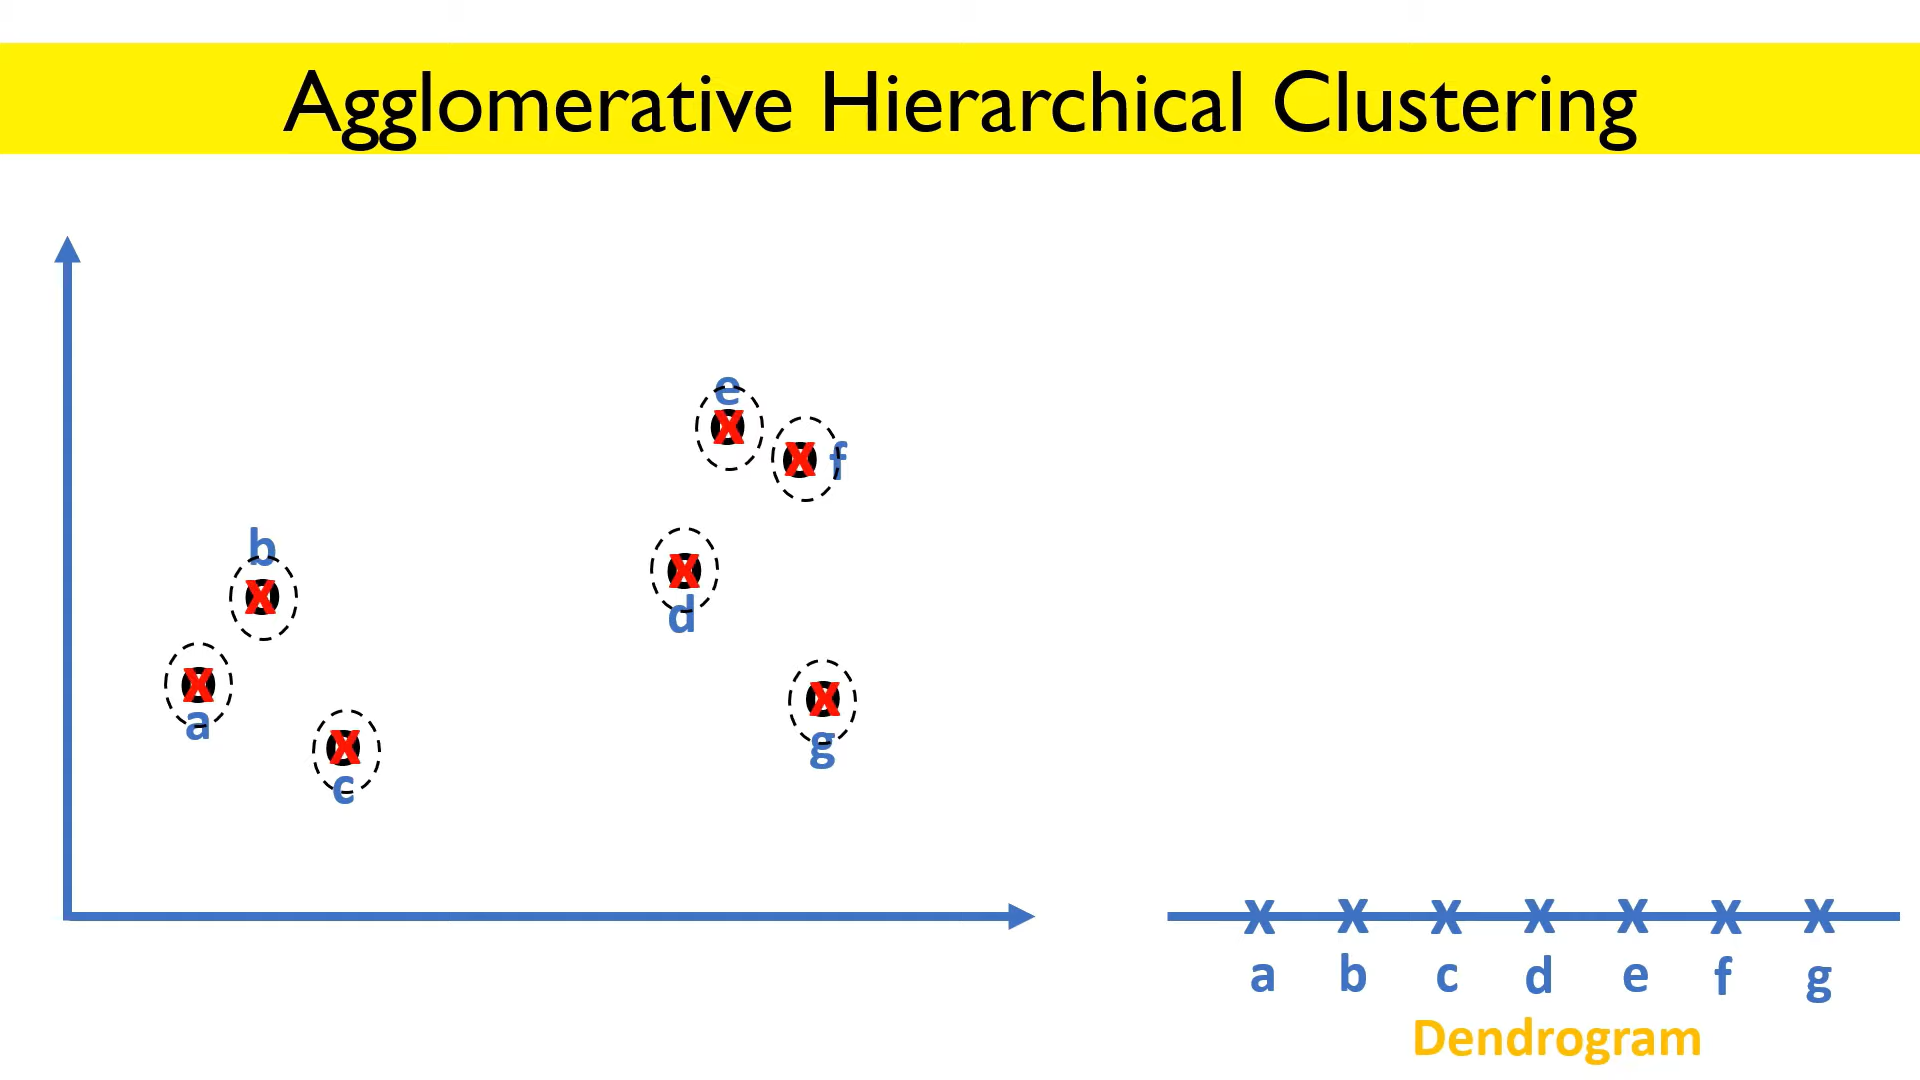 Agglomerative Hierarchical Clustering
e
x
x f
b
x
d
x
x
a
x
g
x
c
x x x x x x x
a b c d e f g
Dendrogram